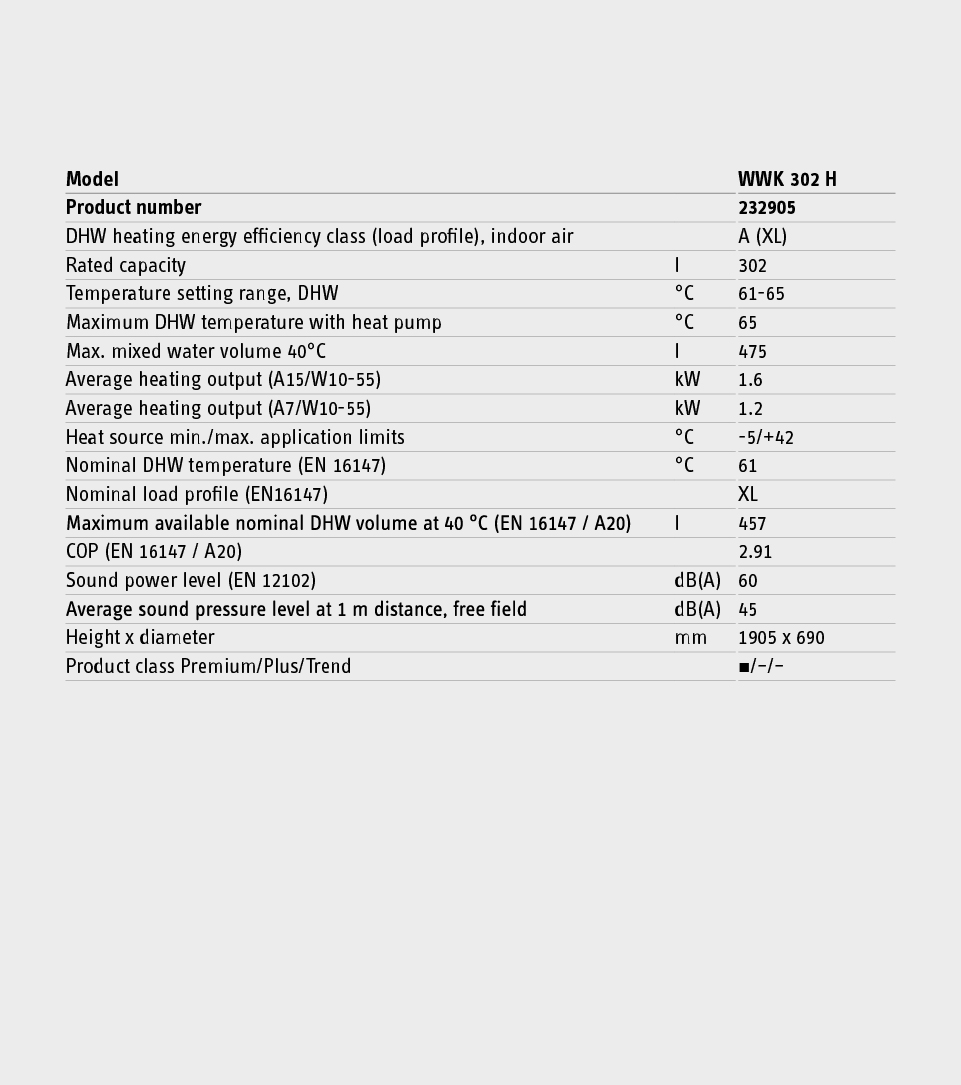 Model WWK 302 H
Product number 232905
DHW heating energy efficiency class (load profile), indoor air A (XL)
Rated capacity l 302
Temperature setting range, DHW °C 61-65
Maximum DHW temperature with heat pump °C 65
Max. mixed water volume 40°C l 475
Average heating output (A15/W10-55) kW 1.6
Average heating output (A7/W10-55) kW 1.2
Heat source min./max. application limits °C -5/+42
Nominal DHW temperature (EN 16147) °C 61
Nominal load profile (EN16147) XL
Maximum available nominal DHW volume at 40 °C (EN 16147 / A20) l 457
COP (EN 16147 / A20) 2.91
Sound power level (EN 12102) dB(A) 60
Average sound pressure level at 1 m distance, free field dB(A) 45
Height x diameter mm 1905 x 690
Product class Premium/Plus/Trend ■/–/–